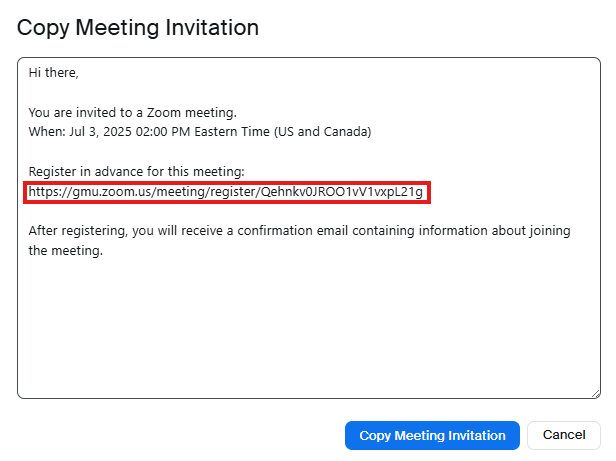 Copy Meeting Invitation
Hi there,
You are invited to a Zoom meeting.
When: Jul 3, 2025 02:00 PM Eastern Time (US and Canada)
Register in advance for this meeting:
https://gmu.zoom.us/meeting/register/Qehnkv0JROO1vV1vxpL21g
After registering, you will receive a confirmation email containing information about joining
the meeting.
Copy Meeting Invitation
Cancel